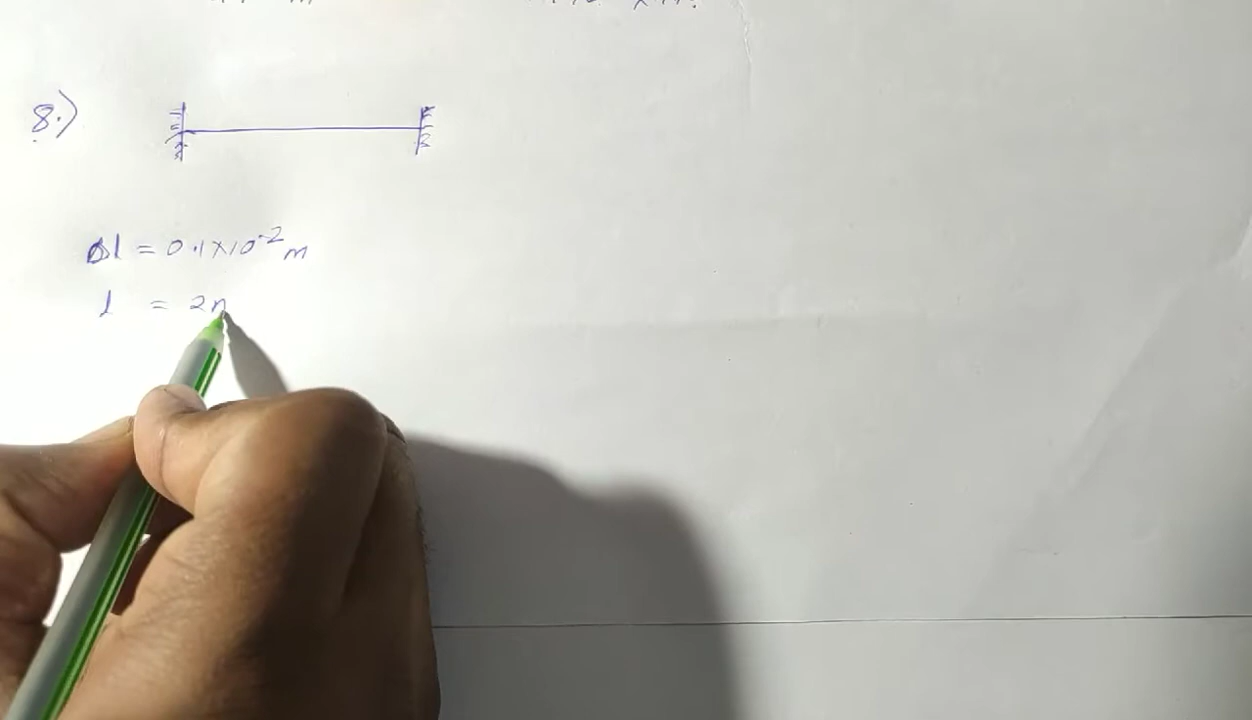 8.)
Δl = 0.1×10⁻² m
l = 2m